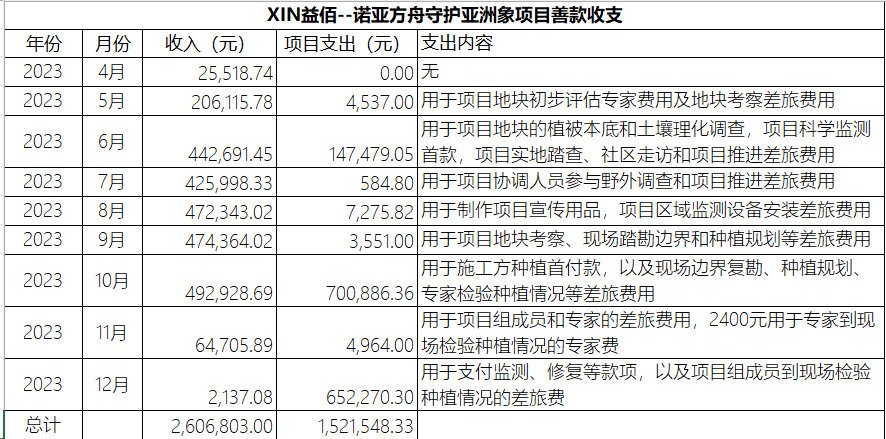 XIN益佰--诺亚方舟守护亚洲象项目善款收支
年份 月份 收入（元） 项目支出（元） 支出内容
2023 4月 25,518.74 0.00 无
2023 5月 206,115.78 4,537.00 用于项目地块初步评估专家费用及地块考察差旅费用
2023 6月 442,691.45 147,479.05 用于项目地块的植被本底和土壤理化调查，项目科学监测
首款，项目实地踏查、社区走访和项目推进差旅费用
2023 7月 425,998.33 584.80 用于项目协调人员参与野外调查和项目推进差旅费用
2023 8月 472,343.02 7,275.82 用于制作项目宣传用品，项目区域监测设备安装差旅费用
2023 9月 474,364.02 3,551.00 用于项目地块考察、现场踏勘边界和种植规划等差旅费用
2023 10月 492,928.69 700,886.36 用于施工方种植首付款，以及现场边界复勘、种植规划、
专家检验种植情况等差旅费用
2023 11月 64,705.89 4,964.00 用于项目组成员和专家的差旅费用，2400元用于专家到现
场检验种植情况的专家费
2023 12月 2,137.08 652,270.30 用于支付监测、修复等款项，以及项目组成员到现场检验
种植情况的差旅费
总计 2,606,803.00 1,521,548.33